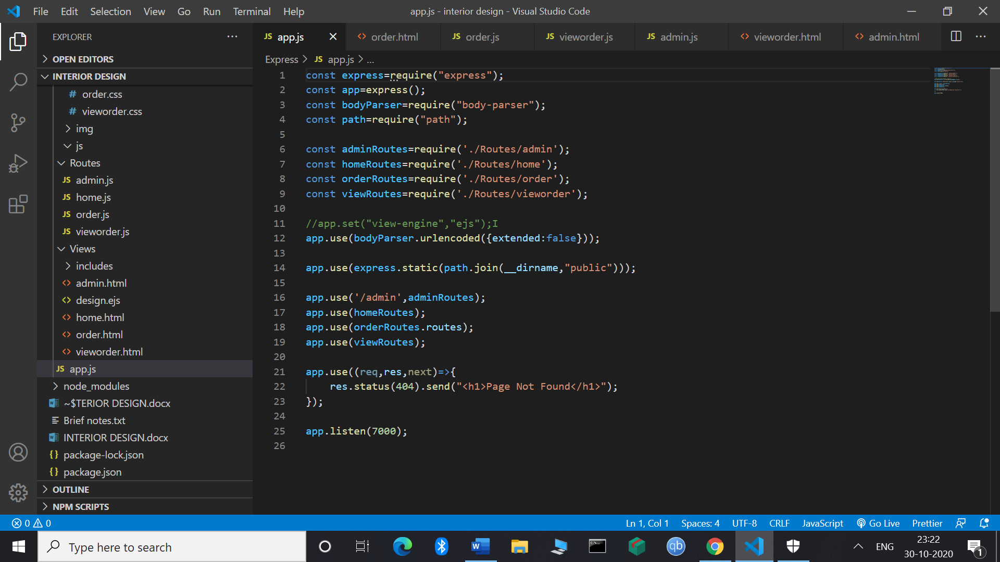 File Edit Selection View Go Run Terminal Help
app.js - interior design - Visual Studio Code
EXPLORER ...
OPEN EDITORS
INTERIOR DESIGN
# order.css
# vieworder.css
img
js
Routes
JS admin.js
JS home.js
JS order.js
JS vieworder.js
Views
includes
<> admin.html
<> design.ejs
<> home.html
<> order.html
<> vieworder.html
JS app.js
node_modules
~$TERIOR DESIGN.docx
Brief notes.txt
INTERIOR DESIGN.docx
{} package-lock.json
{} package.json
OUTLINE
NPM SCRIPTS
JS app.js <> order.html JS order.js JS vieworder.js JS admin.js <> vieworder.html <> admin.html ...
Express > JS app.js > ...
1 const express=require("express");
2 const app=express();
3 const bodyParser=require("body-parser");
4 const path=require("path");
5
6 const adminRoutes=require('./Routes/admin');
7 const homeRoutes=require('./Routes/home');
8 const orderRoutes=require('./Routes/order');
9 const viewRoutes=require('./Routes/vieworder');
10
11 //app.set("view-engine","ejs");
12 app.use(bodyParser.urlencoded({extended:false}));
13
14 app.use(express.static(path.join(__dirname,"public")));
15
16 app.use('/admin',adminRoutes);
17 app.use(homeRoutes);
18 app.use(orderRoutes.routes);
19 app.use(viewRoutes);
20
21 app.use((req,res,next)=>{
22 res.status(404).send("<h1>Page Not Found</h1>");
23 });
24
25 app.listen(7000);
26
0 0 Ln 1, Col 1 Spaces: 4 UTF-8 CRLF JavaScript Go Live Prettier
Type here to search
W
qb
ENG
23:22
30-10-2020
1